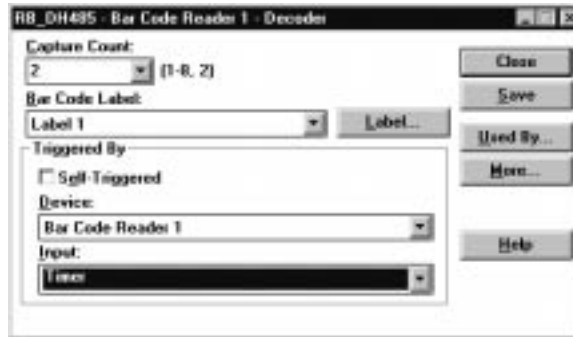 RB_DH485 - Bar Code Reader 1 - Decoder
Capture Count:
2 (1-8, 2)
Bar Code Label:
Label 1 Label...
Triggered By
Self-Triggered
Device:
Bar Code Reader 1
Input:
Timer
Close
Save
Used By...
More...
Help